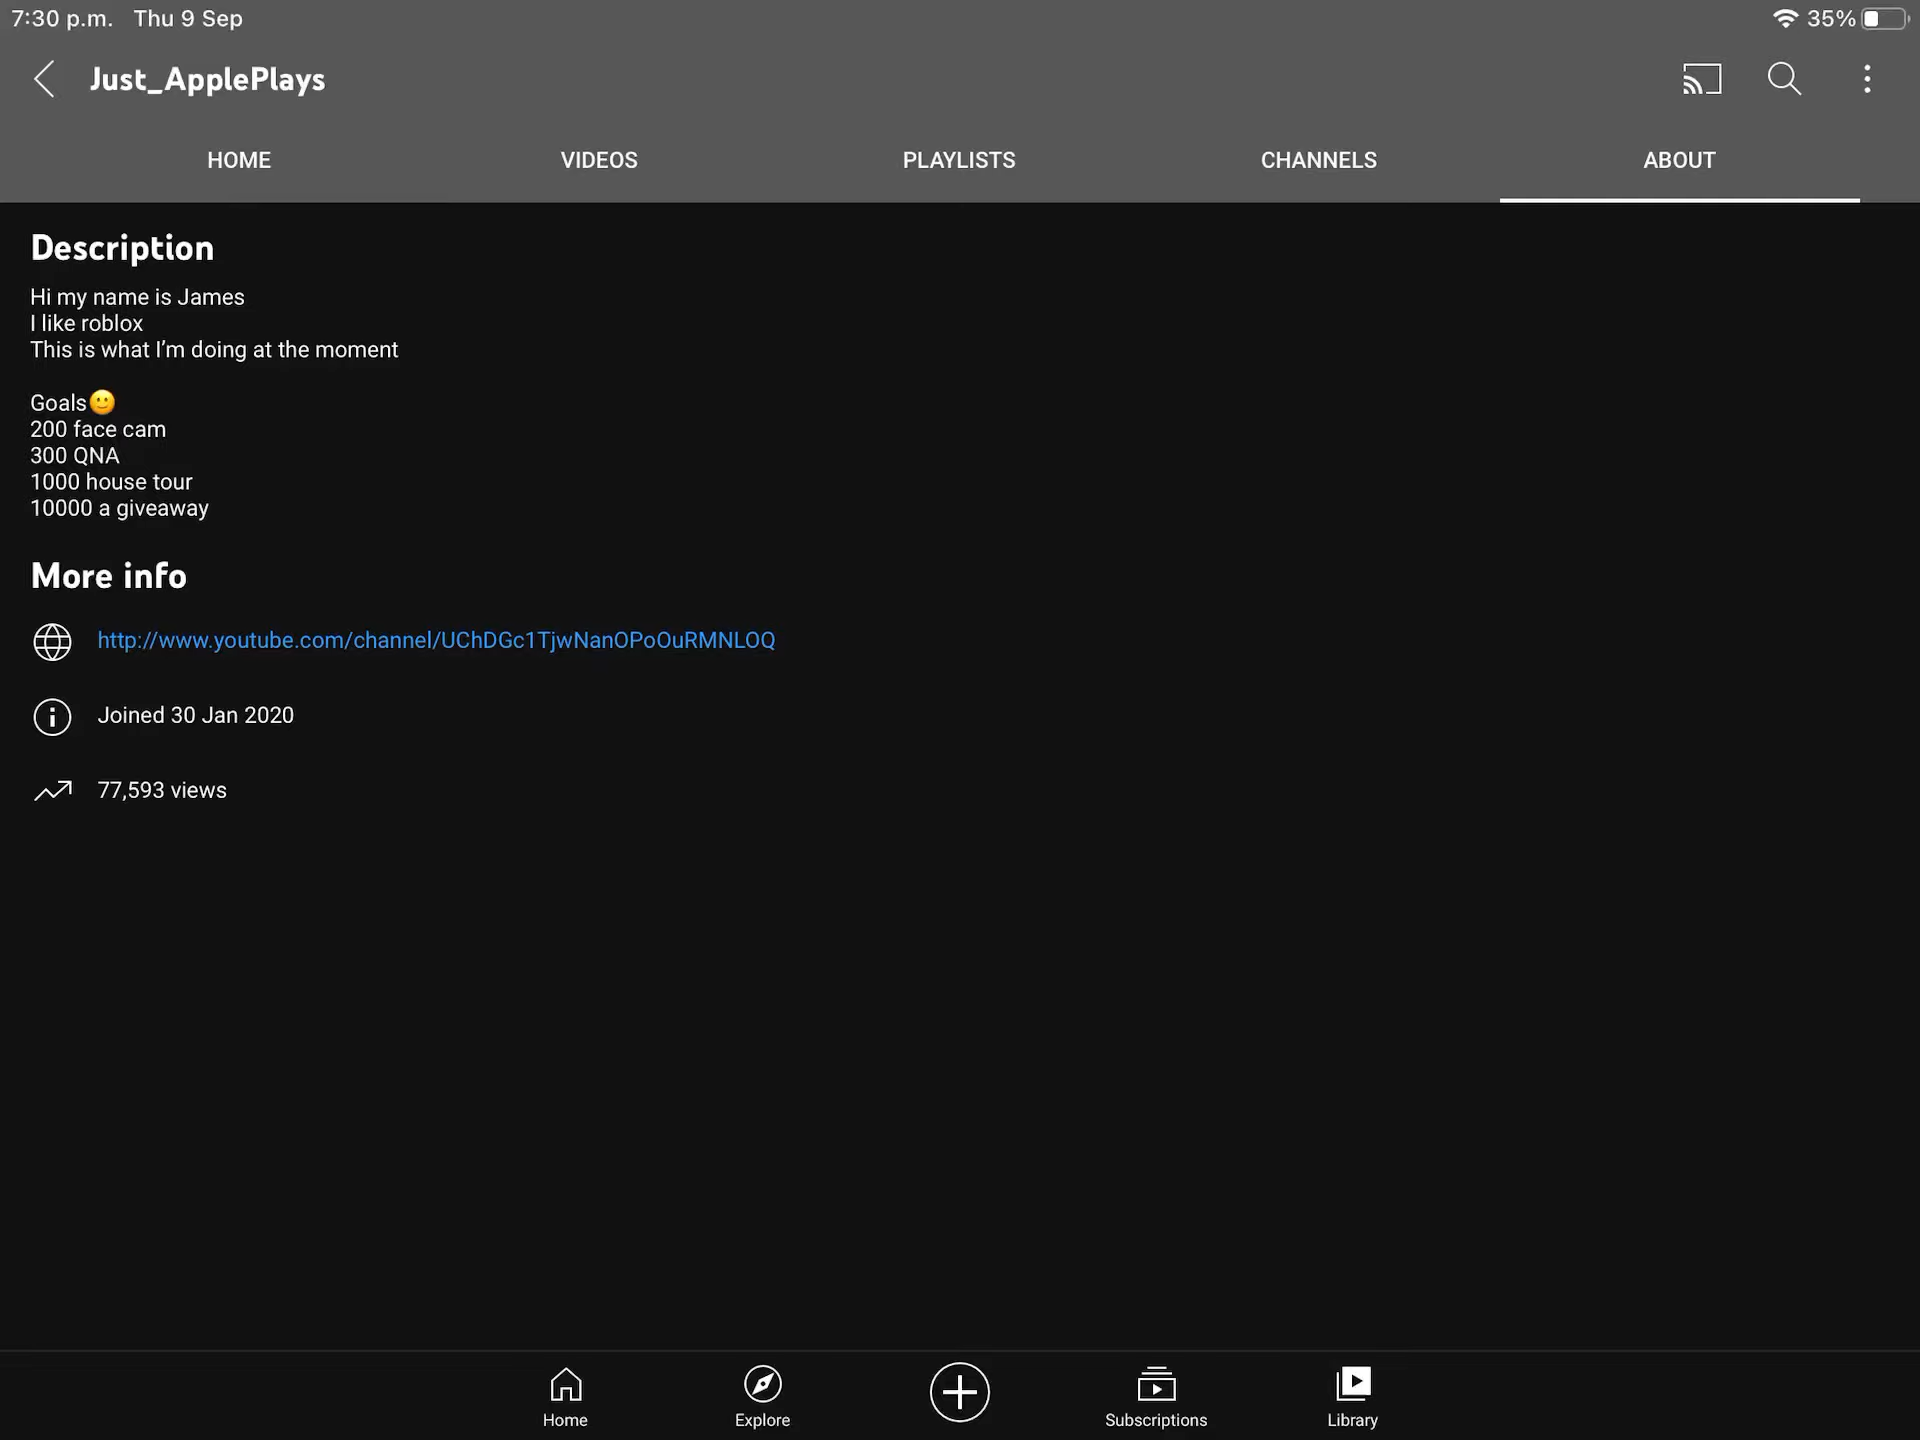 7:30 p.m. Thu 9 Sep 35%
Just_ApplePlays
HOME VIDEOS PLAYLISTS CHANNELS ABOUT
Description
Hi my name is James
I like roblox
This is what I’m doing at the moment
Goals🙂
200 face cam
300 QNA
1000 house tour
10000 a giveaway
More info
http://www.youtube.com/channel/UChDGc1TjwNanOPoOuRMNLOQ
Joined 30 Jan 2020
77,593 views
Home Explore Subscriptions Library